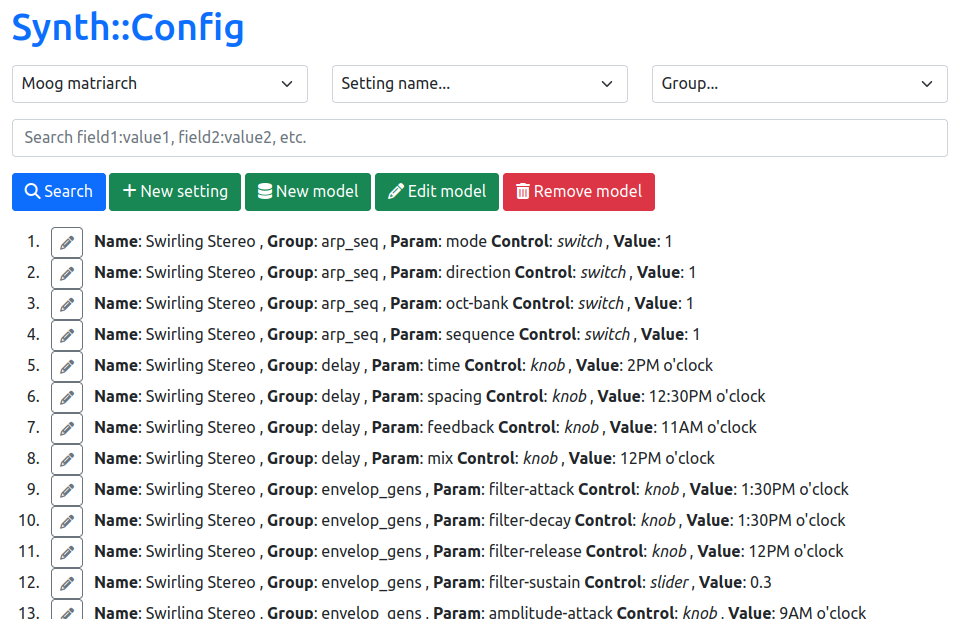 Synth::Config
Moog matriarch Setting name... Group...
Search field1:value1, field2:value2, etc.
Search New setting New model Edit model Remove model
1. Name: Swirling Stereo , Group: arp_seq , Param: mode Control: switch , Value: 1
2. Name: Swirling Stereo , Group: arp_seq , Param: direction Control: switch , Value: 1
3. Name: Swirling Stereo , Group: arp_seq , Param: oct-bank Control: switch , Value: 1
4. Name: Swirling Stereo , Group: arp_seq , Param: sequence Control: switch , Value: 1
5. Name: Swirling Stereo , Group: delay , Param: time Control: knob , Value: 2PM o'clock
6. Name: Swirling Stereo , Group: delay , Param: spacing Control: knob , Value: 12:30PM o'clock
7. Name: Swirling Stereo , Group: delay , Param: feedback Control: knob , Value: 11AM o'clock
8. Name: Swirling Stereo , Group: delay , Param: mix Control: knob , Value: 12PM o'clock
9. Name: Swirling Stereo , Group: envelop_gens , Param: filter-attack Control: knob , Value: 1:30PM o'clock
10. Name: Swirling Stereo , Group: envelop_gens , Param: filter-decay Control: knob , Value: 1:30PM o'clock
11. Name: Swirling Stereo , Group: envelop_gens , Param: filter-release Control: knob , Value: 12PM o'clock
12. Name: Swirling Stereo , Group: envelop_gens , Param: filter-sustain Control: slider , Value: 0.3
13. Name: Swirling Stereo , Group: envelop_gens , Param: amplitude-attack Control: knob , Value: 9AM o'clock